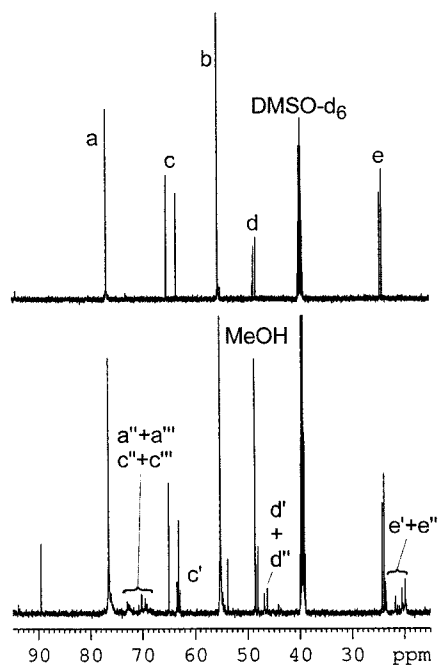 b
DMSO-d6
a
c
e
d
MeOH
a"+a'''
c"+c'''
d'
+
d"
e'+e"
c'
90 80 70 60 50 40 30 ppm